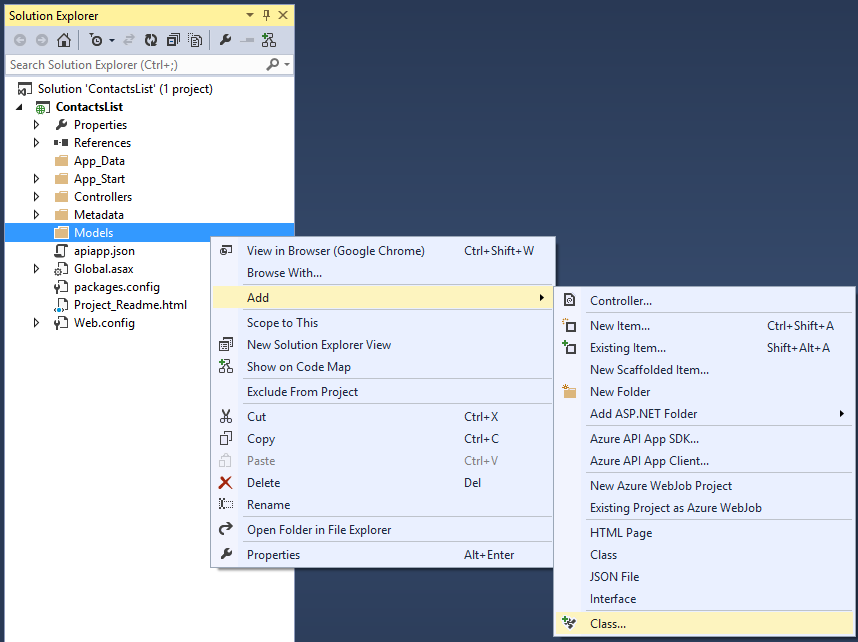 Solution Explorer
Search Solution Explorer (Ctrl+;)
Solution 'ContactsList' (1 project)
ContactsList
Properties
References
App_Data
App_Start
Controllers
Metadata
Models
apiapp.json
Global.asax
packages.config
Project_Readme.html
Web.config
View in Browser (Google Chrome) Ctrl+Shift+W
Browse With...
Add
Scope to This
New Solution Explorer View
Show on Code Map
Exclude From Project
Cut Ctrl+X
Copy Ctrl+C
Paste Ctrl+V
Delete Del
Rename
Open Folder in File Explorer
Properties Alt+Enter
Controller...
New Item... Ctrl+Shift+A
Existing Item... Shift+Alt+A
New Scaffolded Item...
New Folder
Add ASP.NET Folder
Azure API App SDK...
Azure API App Client...
New Azure WebJob Project
Existing Project as Azure WebJob
HTML Page
Class
JSON File
Interface
Class...